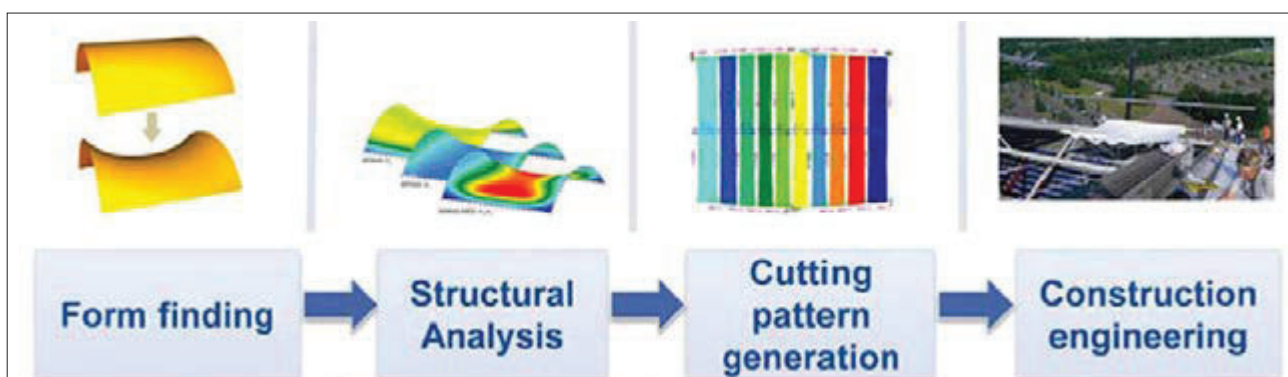 Form finding
Structural
Analysis
Cutting
pattern
generation
Construction
engineering